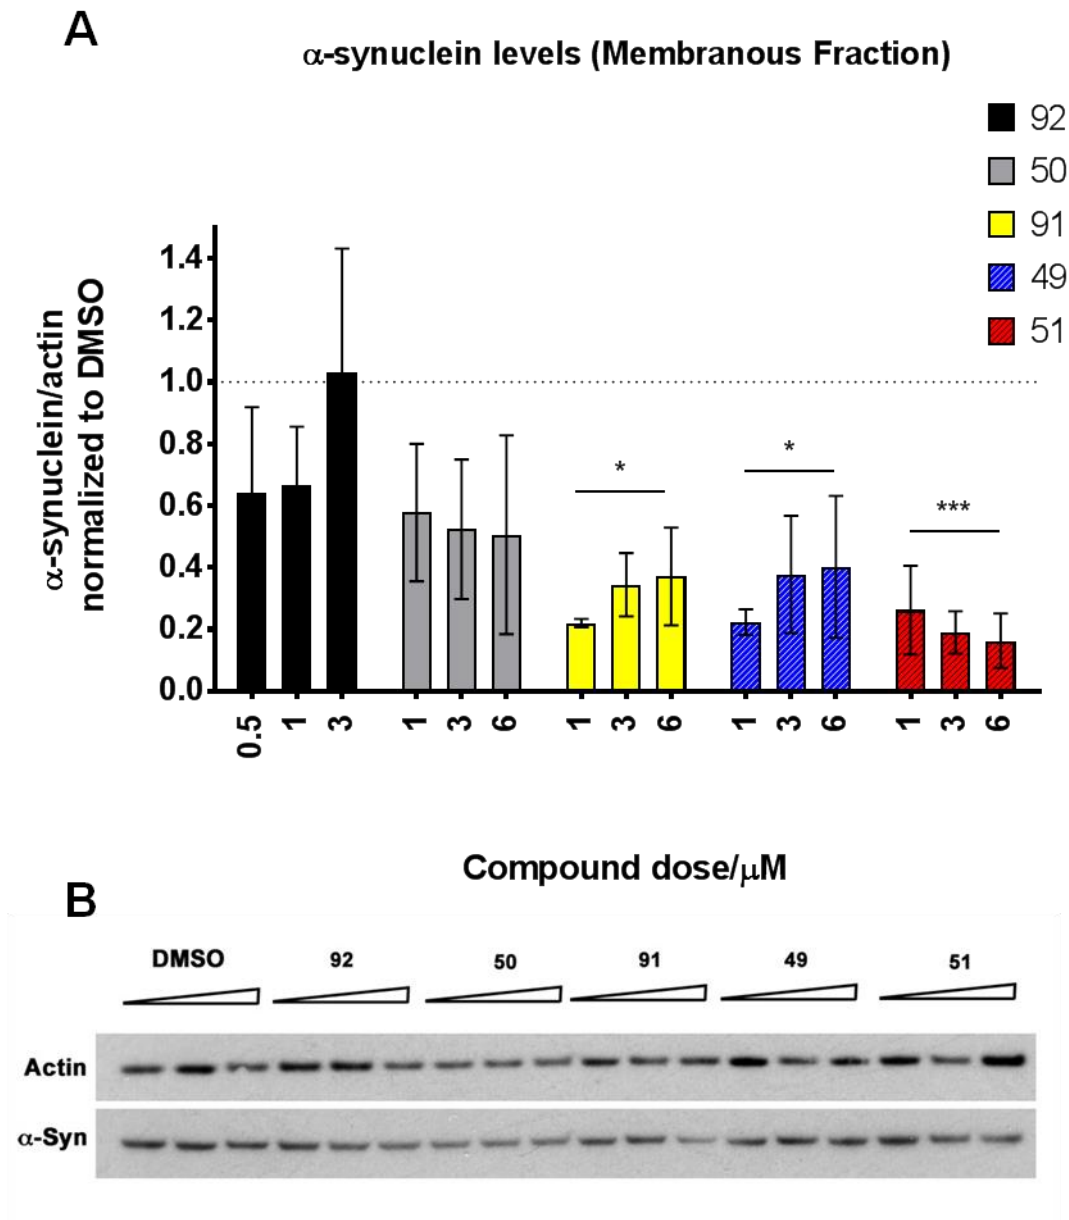 A
α-synuclein levels (Membranous Fraction)
92
50
91
49
51
α-synuclein/actin
normalized to DMSO
1.4
1.2
1.0
0.8
0.6
0.4
0.2
0.0
*
*
***
0.5 1 3 1 3 6 1 3 6 1 3 6 1 3 6
Compound dose/μM
B
DMSO 92 50 91 49 51
Actin
α-Syn